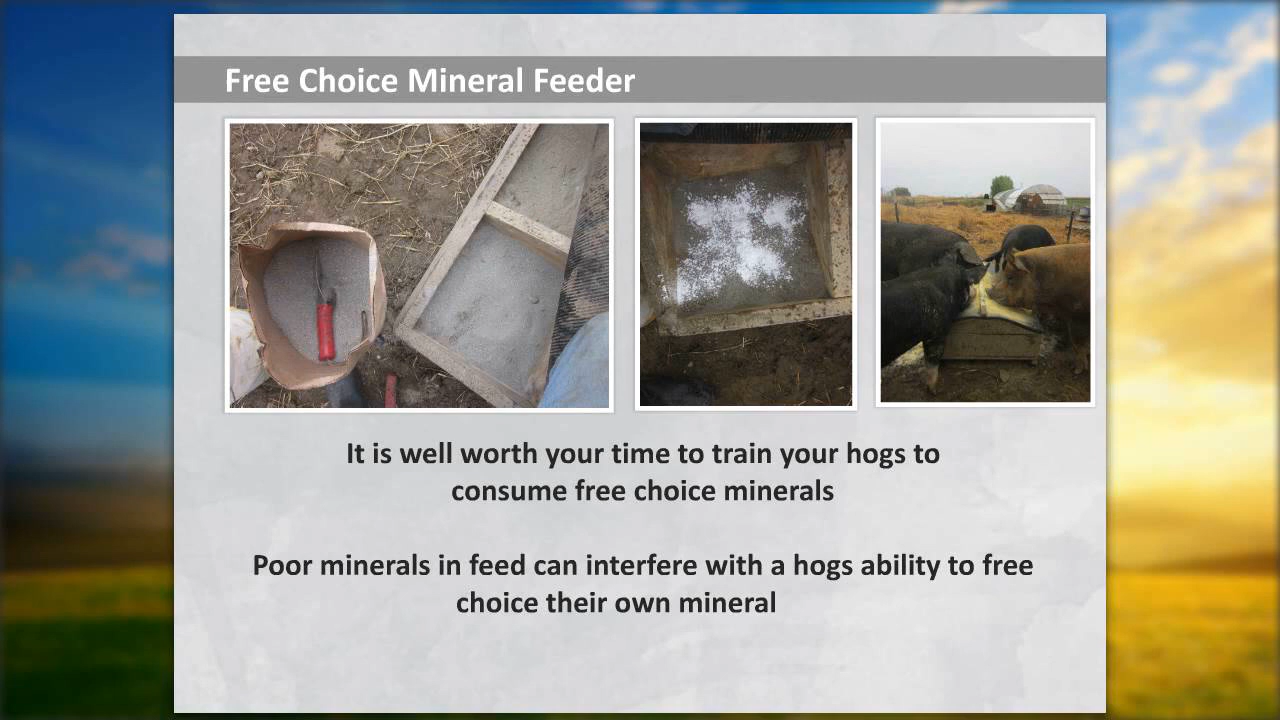 Free Choice Mineral Feeder
It is well worth your time to train your hogs to
consume free choice minerals
Poor minerals in feed can interfere with a hogs ability to free
choice their own mineral